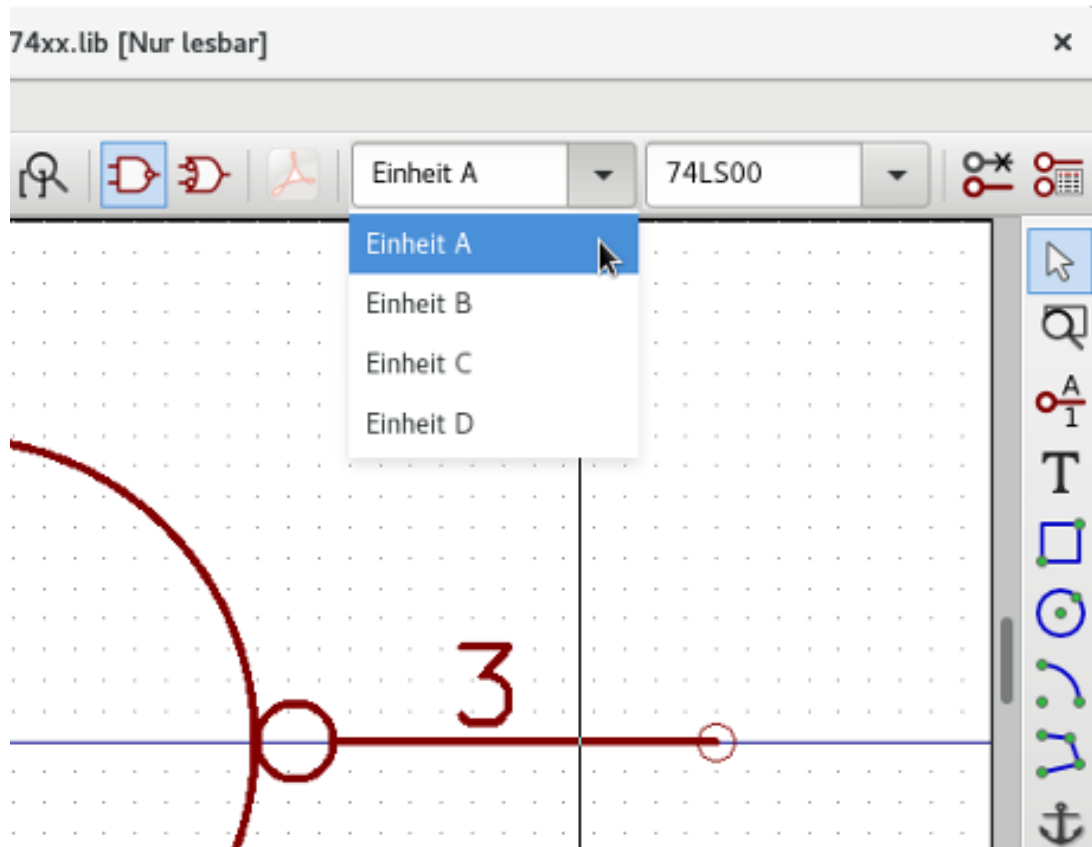 74xx.lib [Nur lesbar]
Einheit A
74LS00
Einheit A
Einheit B
Einheit C
Einheit D
A
1
T
3